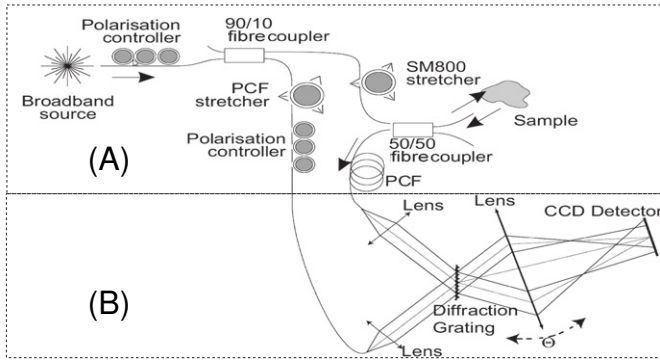 Polarisation
controller
90/10
fibre coupler
Broadband
source
PCF
stretcher
SM800
stretcher
Sample
Polarisation
controller
50/50
fibre coupler
PCF
(A)
Lens
Lens
CCD Detector
(B)
Diffraction
Grating
Lens
Θ